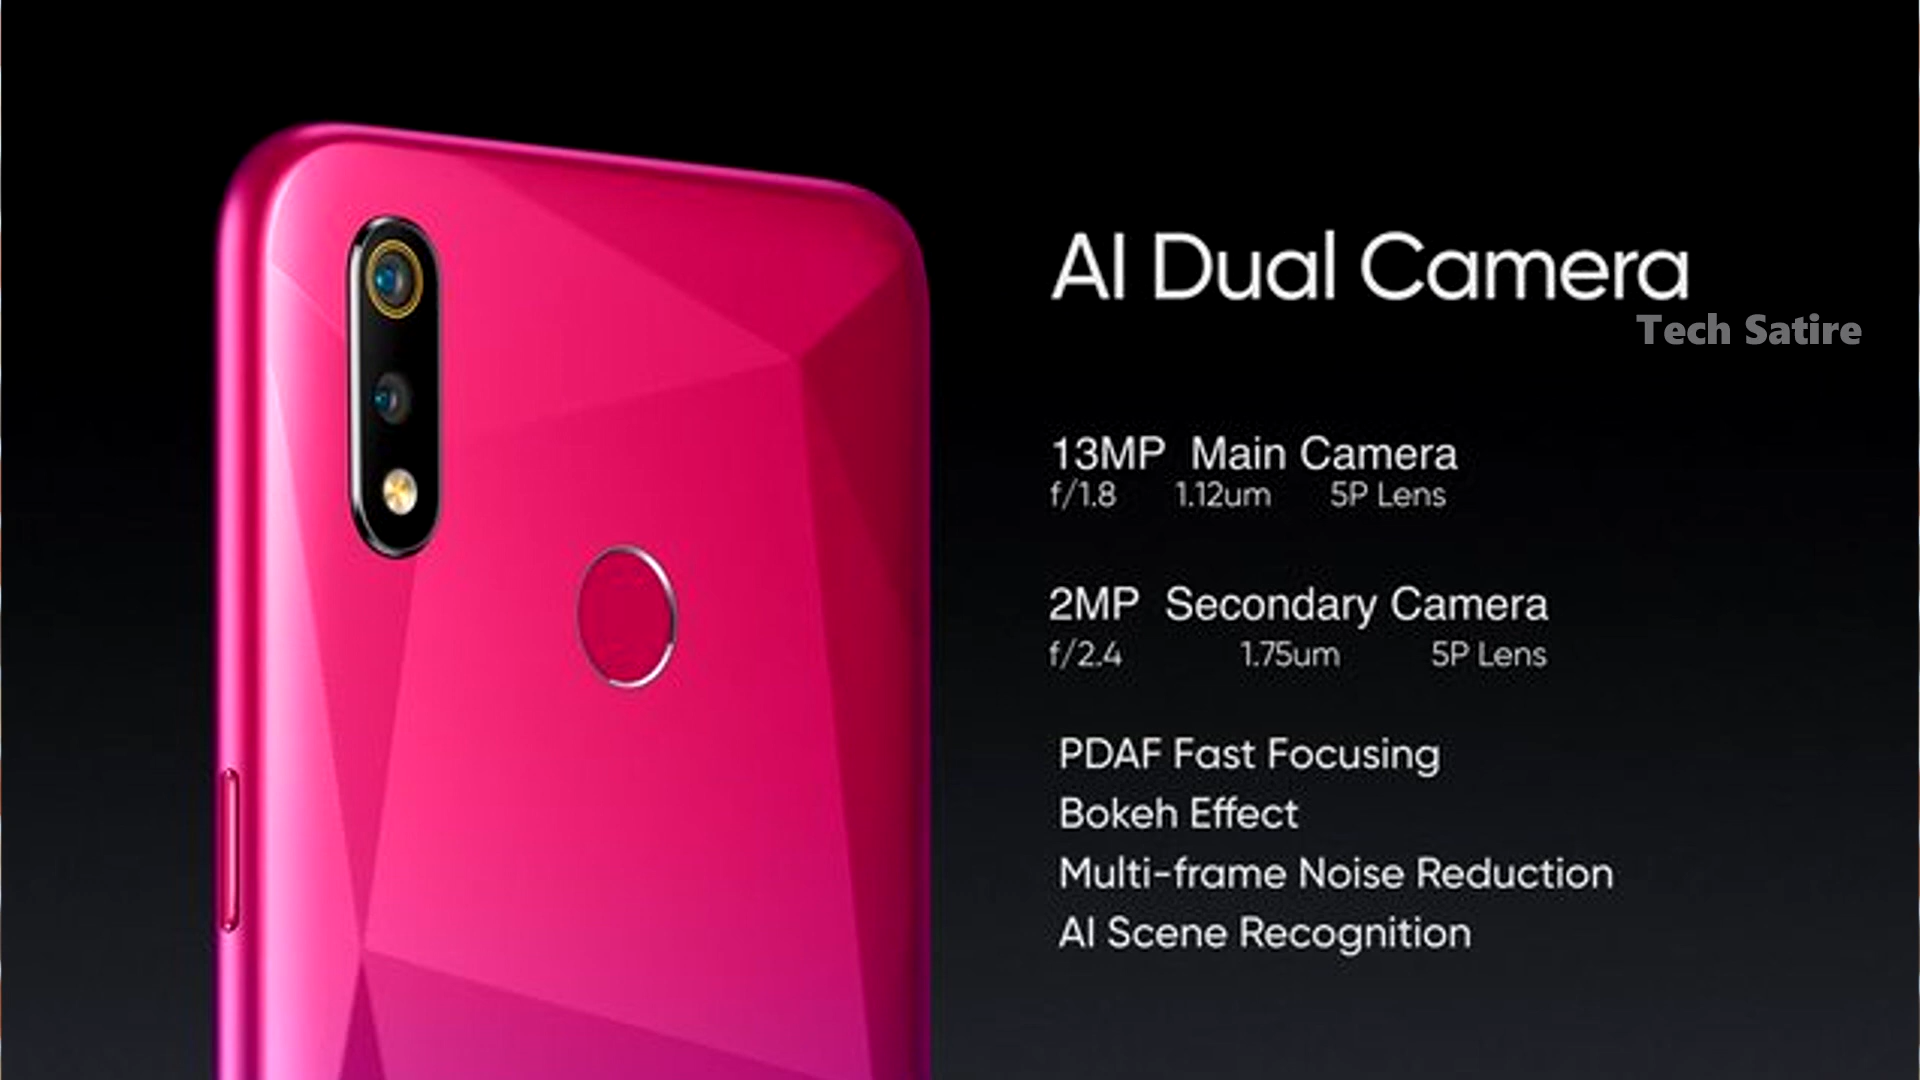 AI Dual Camera
Tech Satire
13MP Main Camera
f/1.8 1.12um 5P Lens
2MP Secondary Camera
f/2.4 1.75um 5P Lens
PDAF Fast Focusing
Bokeh Effect
Multi-frame Noise Reduction
AI Scene Recognition